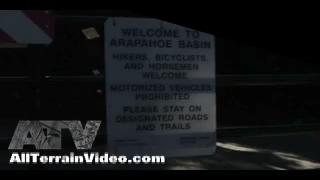 WELCOME TO
ARAPAHOE BASIN
HIKERS, BICYCLISTS,
AND HORSEMEN
WELCOME
MOTORIZED VEHICLES
PROHIBITED
PLEASE STAY ON
DESIGNATED ROADS
AND TRAILS
ATV
AllTerrainVideo.com